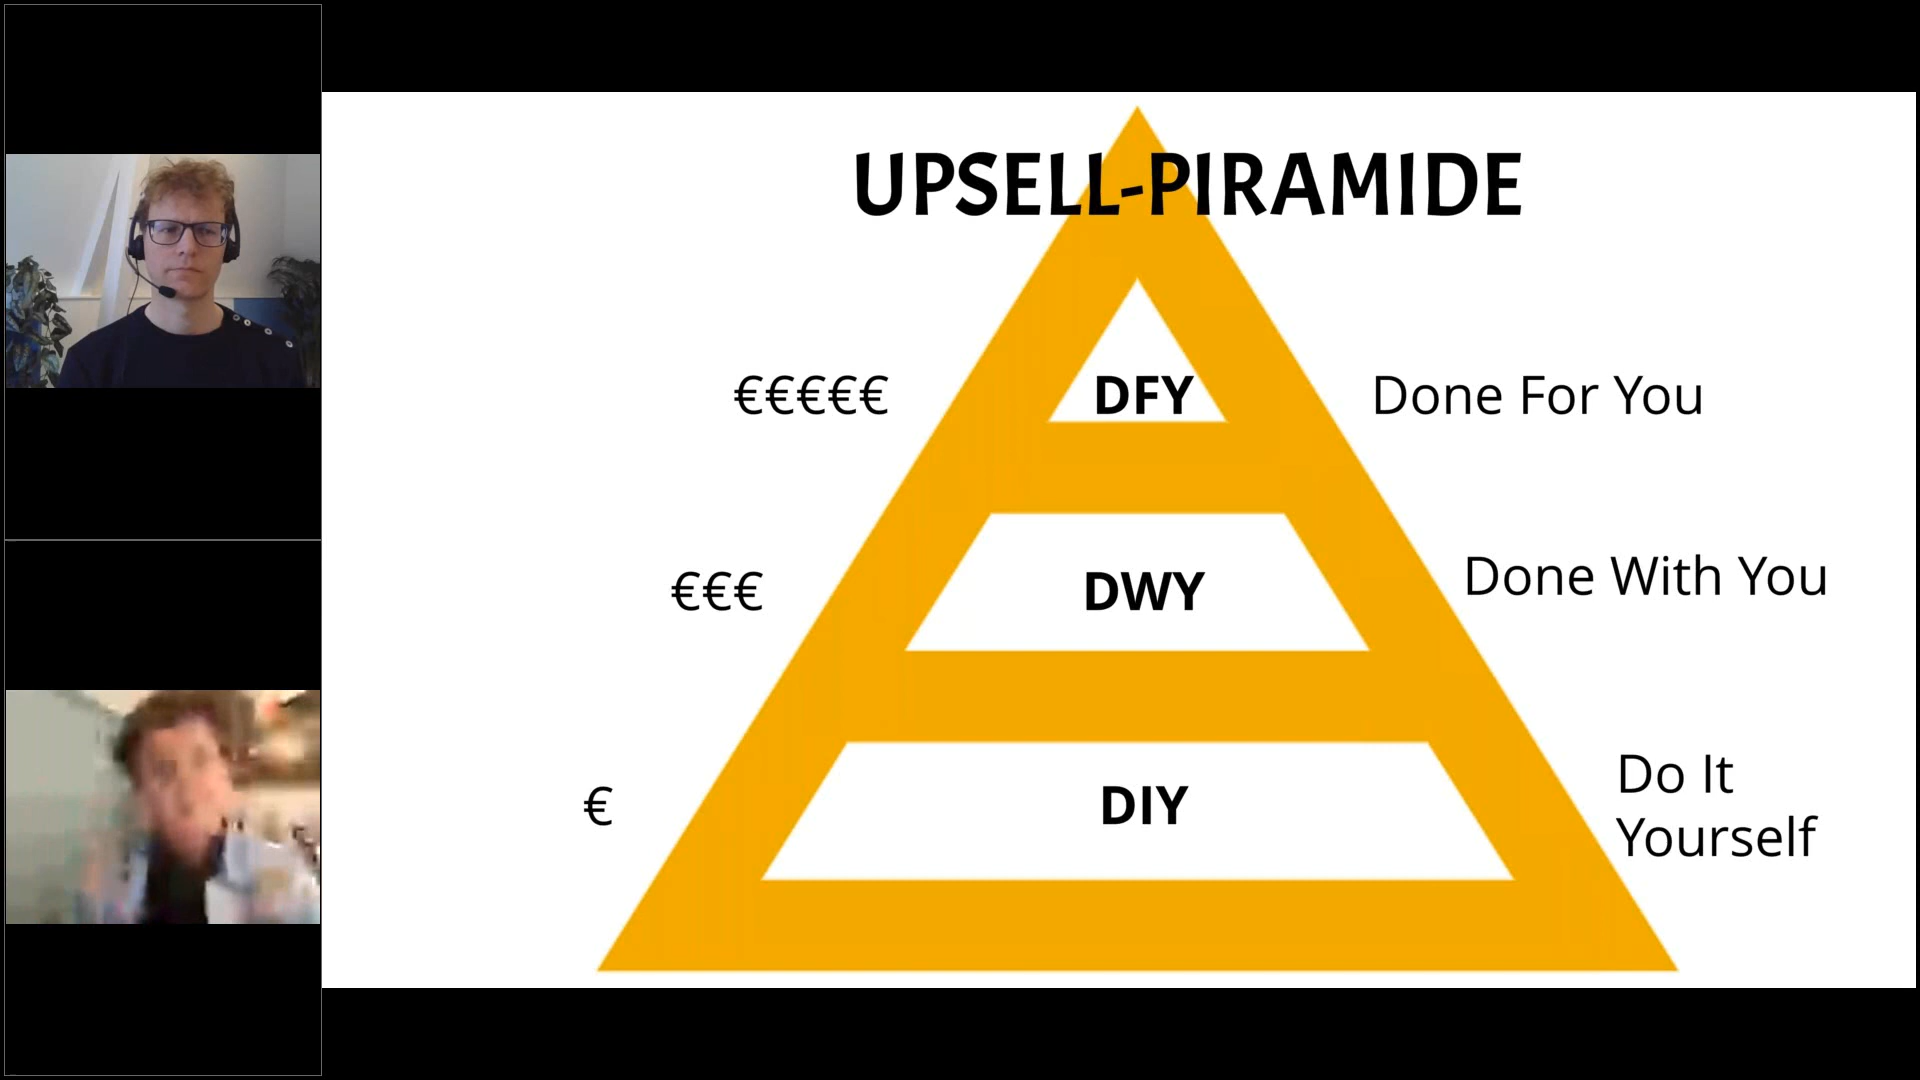 UPSELL-PIRAMIDE
€€€€€
DFY
Done For You
€€€
DWY
Done With You
€
DIY
Do It
Yourself